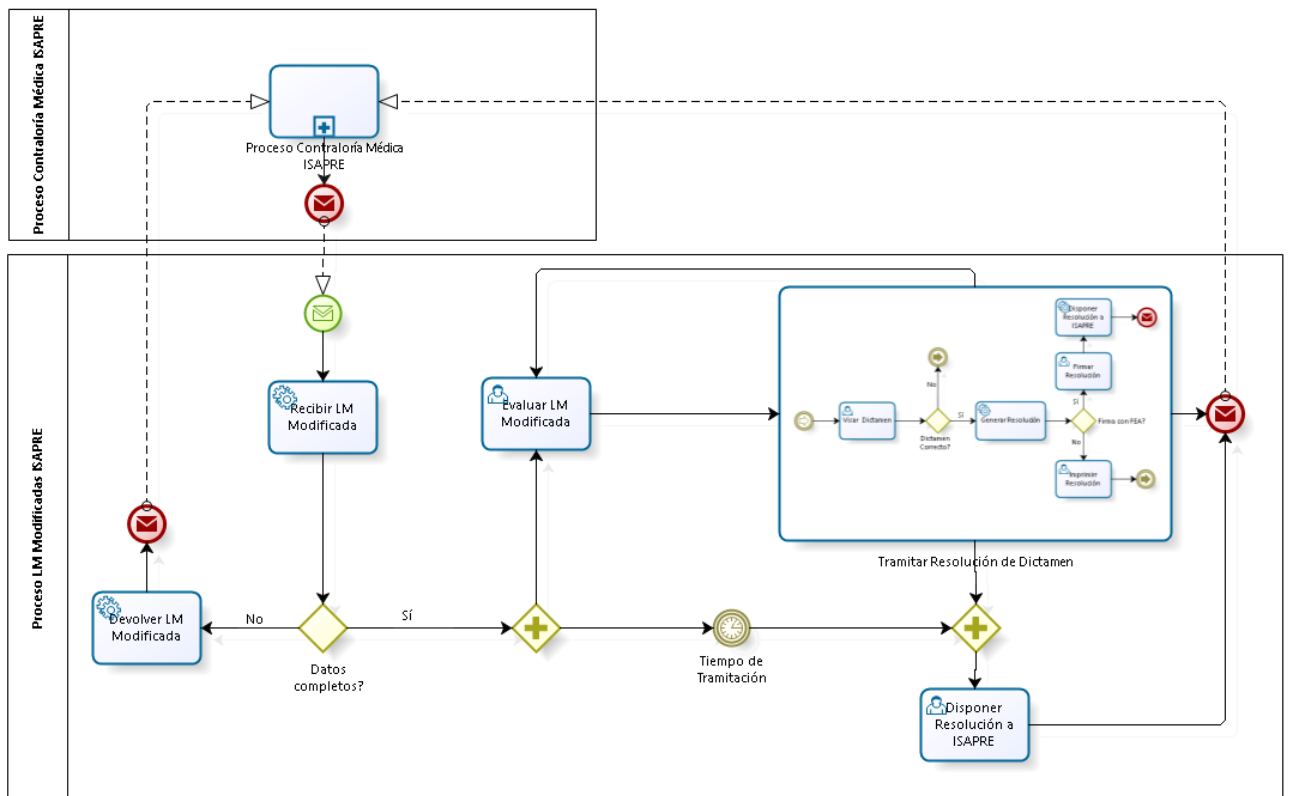 Proceso Contraloría Médica ISAPRE
Proceso Contraloría Médica
ISAPRE
Proceso LM Modificadas ISAPRE
Recibir LM
Modificada
Evaluar LM
Modificada
Disponer
Resolución a
ISAPRE
Firmar
Resolución
Visar Dictamen
No
Dictamen
Correcto?
Sí
Generar Resolución
Sí
Firma con FEA?
No
Imprimir
Resolución
Tramitar Resolución de Dictamen
Devolver LM
Modificada
No
Datos
completos?
Sí
Tiempo de
Tramitación
Disponer
Resolución a
ISAPRE